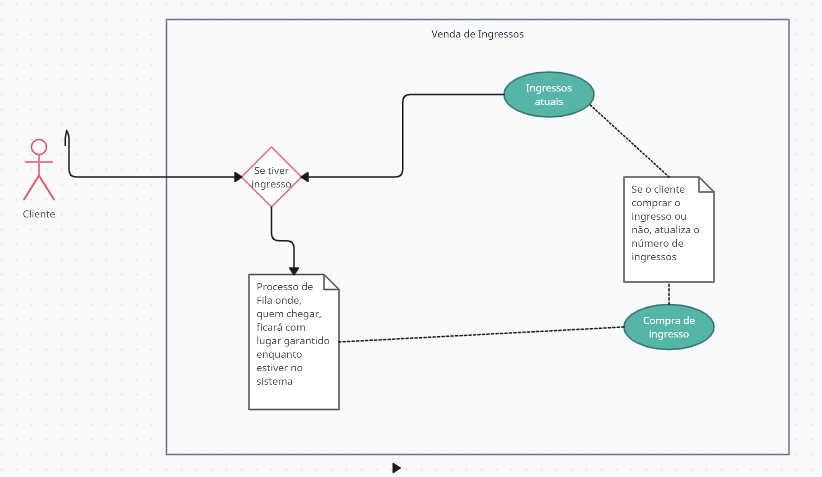 Venda de Ingressos
Ingressos
atuais
Se tiver
ingresso
Cliente
Se o cliente
comprar o
ingresso ou
não, atualiza o
número de
ingressos
Processo de
Fila onde,
quem chegar,
ficará com
lugar garantido
enquanto
estiver no
sistema
Compra de
ingresso